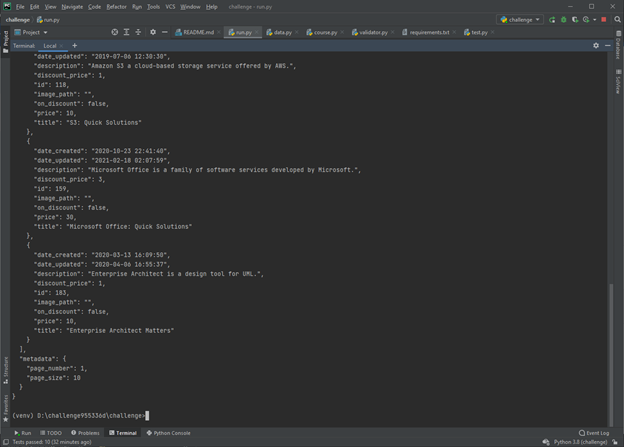 File Edit View Navigate Code Refactor Run Tools VCS Window Help challenge - run.py
challenge run.py challenge
Project README.md run.py data.py course.py validator.py requirements.txt test.py
Terminal Local
"date_updated": "2019-07-06 12:30:30",
"description": "Amazon S3 a cloud-based storage service offered by AWS.",
"discount_price": 1,
"id": 118,
"image_path": "",
"on_discount": false,
"price": 10,
"title": "S3: Quick Solutions"
},
{
"date_created": "2020-10-23 22:41:40",
"date_updated": "2021-02-18 02:07:59",
"description": "Microsoft Office is a family of software services developed by Microsoft.",
"discount_price": 3,
"id": 159,
"image_path": "",
"on_discount": false,
"price": 30,
"title": "Microsoft Office: Quick Solutions"
},
{
"date_created": "2020-03-13 16:09:50",
"date_updated": "2020-04-06 16:55:37",
"description": "Enterprise Architect is a design tool for UML.",
"discount_price": 1,
"id": 183,
"image_path": "",
"on_discount": false,
"price": 10,
"title": "Enterprise Architect Matters"
}
],
"metadata": {
"page_number": 1,
"page_size": 10
}
}
(venv) D:\challenge955336d\challenge>
Project
Structure
Favorites
Database
SciView
Run TODO Problems Terminal Python Console Event Log
Tests passed: 10 (32 minutes ago) Python 3.8 (challenge)